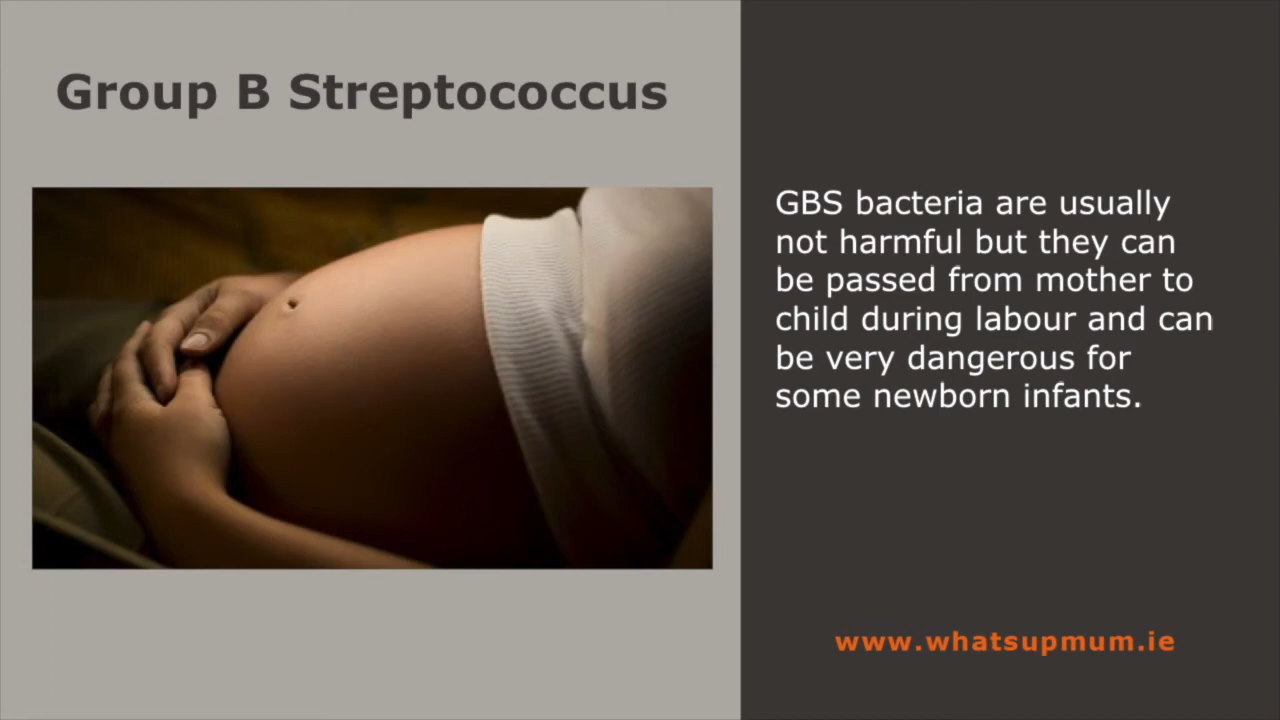 Group B Streptococcus
GBS bacteria are usually
not harmful but they can
be passed from mother to
child during labour and can
be very dangerous for
some newborn infants.
www.whatsupmum.ie